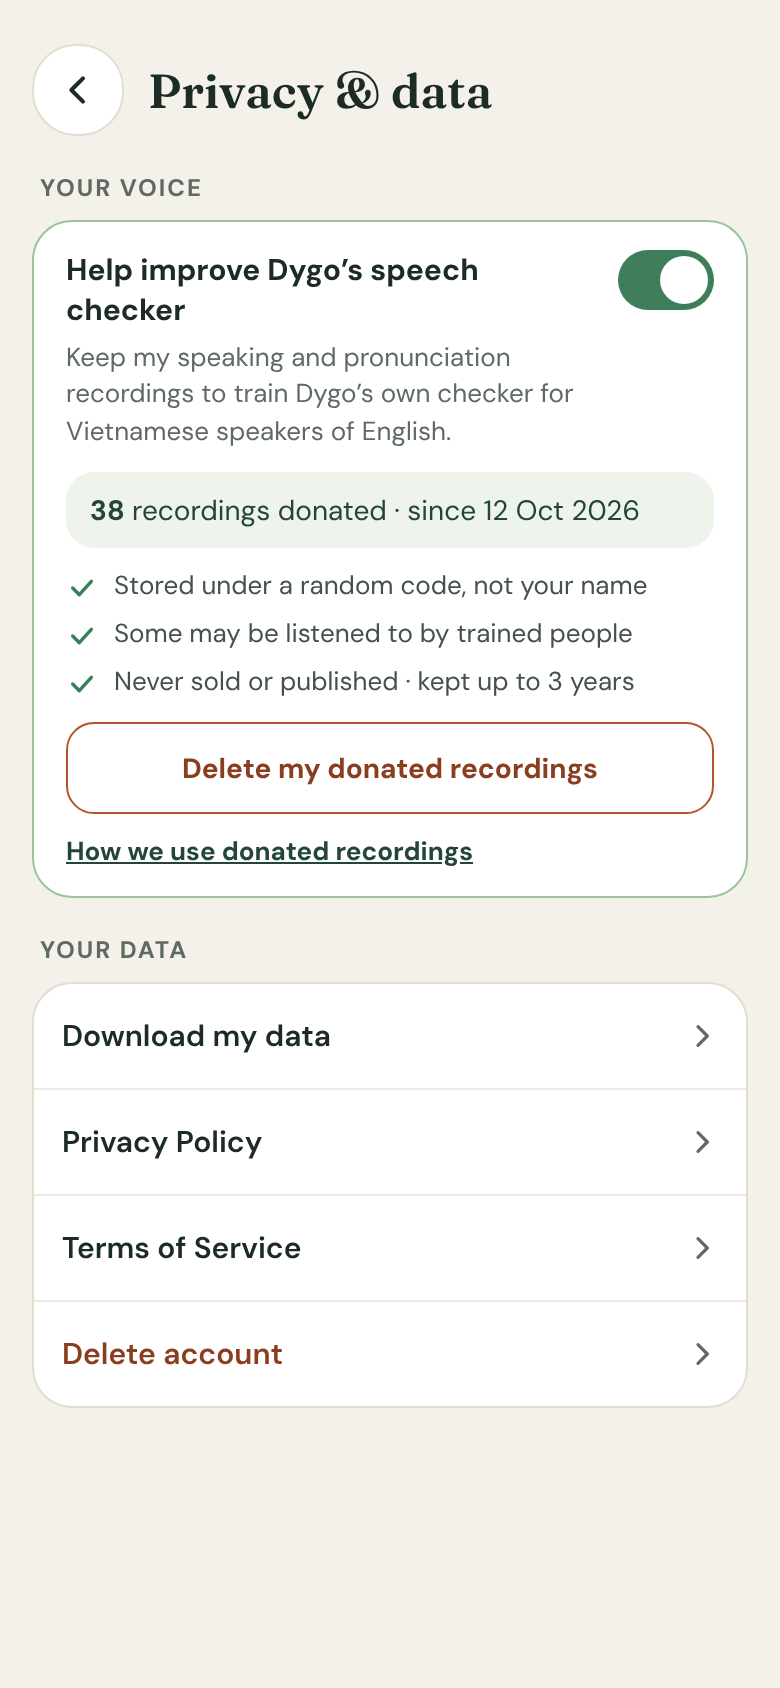 Privacy & data
YOUR VOICE
Help improve Dygo’s speech
checker
Keep my speaking and pronunciation
recordings to train Dygo’s own checker for
Vietnamese speakers of English.
38 recordings donated · since 12 Oct 2026
Stored under a random code, not your name
Some may be listened to by trained people
Never sold or published · kept up to 3 years
Delete my donated recordings
How we use donated recordings
YOUR DATA
Download my data
Privacy Policy
Terms of Service
Delete account